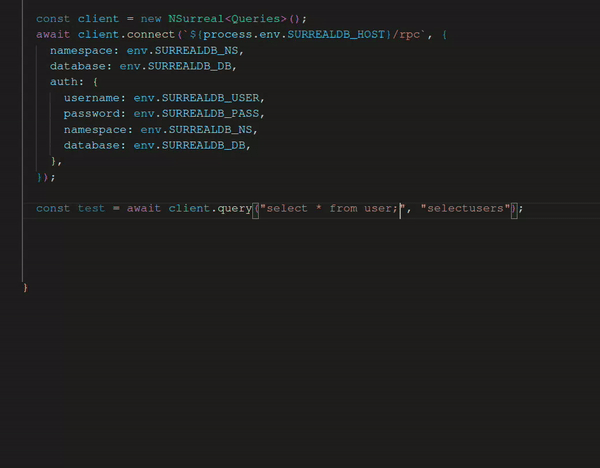 const client = new NSurreal<Queries>();
await client.connect(`${process.env.SURREALDB_HOST}/rpc`, {
namespace: env.SURREALDB_NS,
database: env.SURREALDB_DB,
auth: {
username: env.SURREALDB_USER,
password: env.SURREALDB_PASS,
namespace: env.SURREALDB_NS,
database: env.SURREALDB_DB,
},
});
const test = await client.query("select * from user;", "selectusers");
}